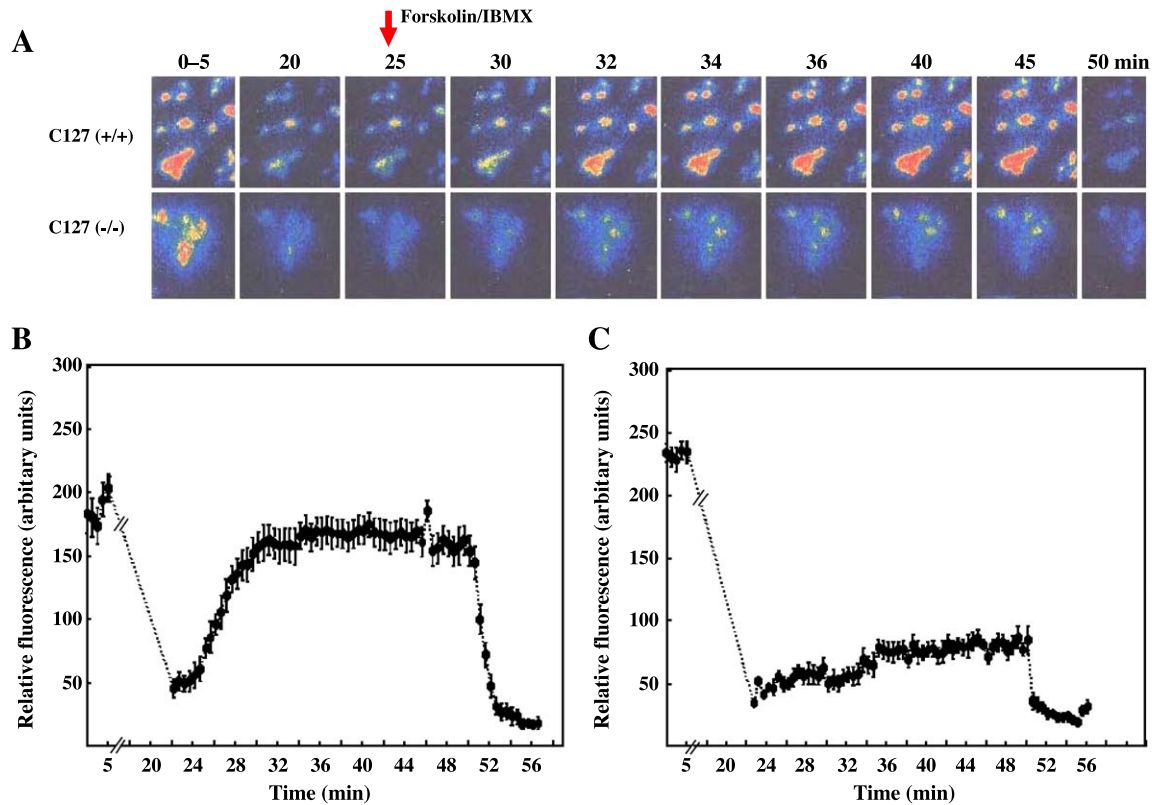 Forskolin/IBMX
A
0–5 20 25 30 32 34 36 40 45 50 min
C127 (+/+)
C127 (-/-)
B
300
250
200
150
100
50
Relative fluorescence (arbitary units)
5 20 24 28 32 36 40 44 52 56
Time (min)
C
300
250
200
150
100
50
Relative fluorescence (arbitary units)
5 20 24 28 32 36 40 44 52 56
Time (min)